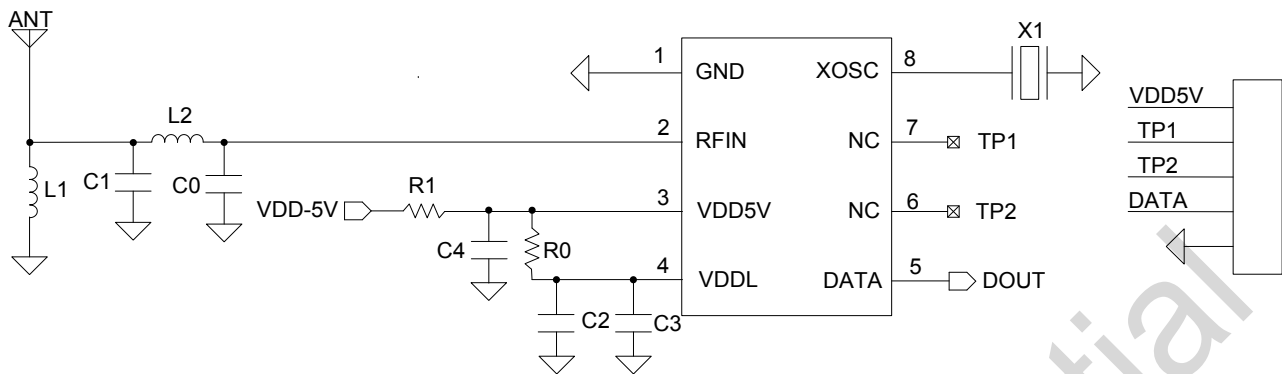 ANT
L1
C1
L2
C0
VDD-5V
R1
C4
R0
C2
C3
1
GND
2
RFIN
3
VDD5V
4
VDDL
XOSC
8
X1
NC
7
TP1
NC
6
TP2
DATA
5
DOUT
VDD5V
TP1
TP2
DATA
tial